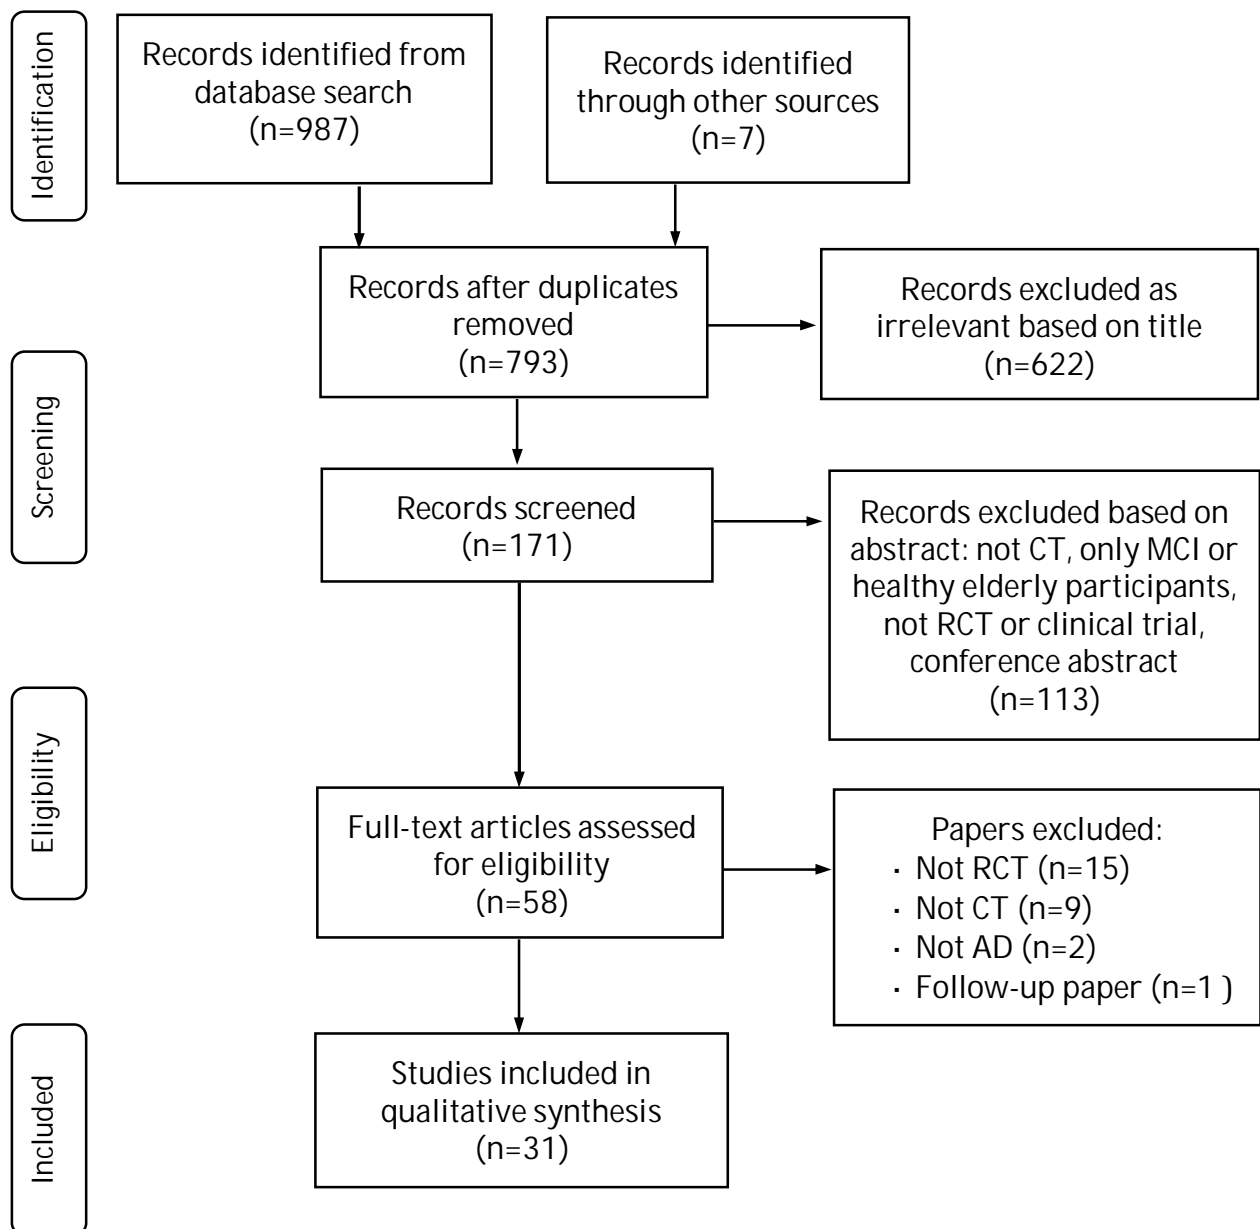 Identification
Records identified from
database search
(n=987)
Records identified
through other sources
(n=7)
Records after duplicates
removed
(n=793)
Records excluded as
irrelevant based on title
(n=622)
Screening
Records screened
(n=171)
Records excluded based on
abstract: not CT, only MCI or
healthy elderly participants,
not RCT or clinical trial,
conference abstract
(n=113)
Eligibility
Full-text articles assessed
for eligibility
(n=58)
Papers excluded:
· Not RCT (n=15)
· Not CT (n=9)
· Not AD (n=2)
· Follow-up paper (n=1 )
Included
Studies included in
qualitative synthesis
(n=31)